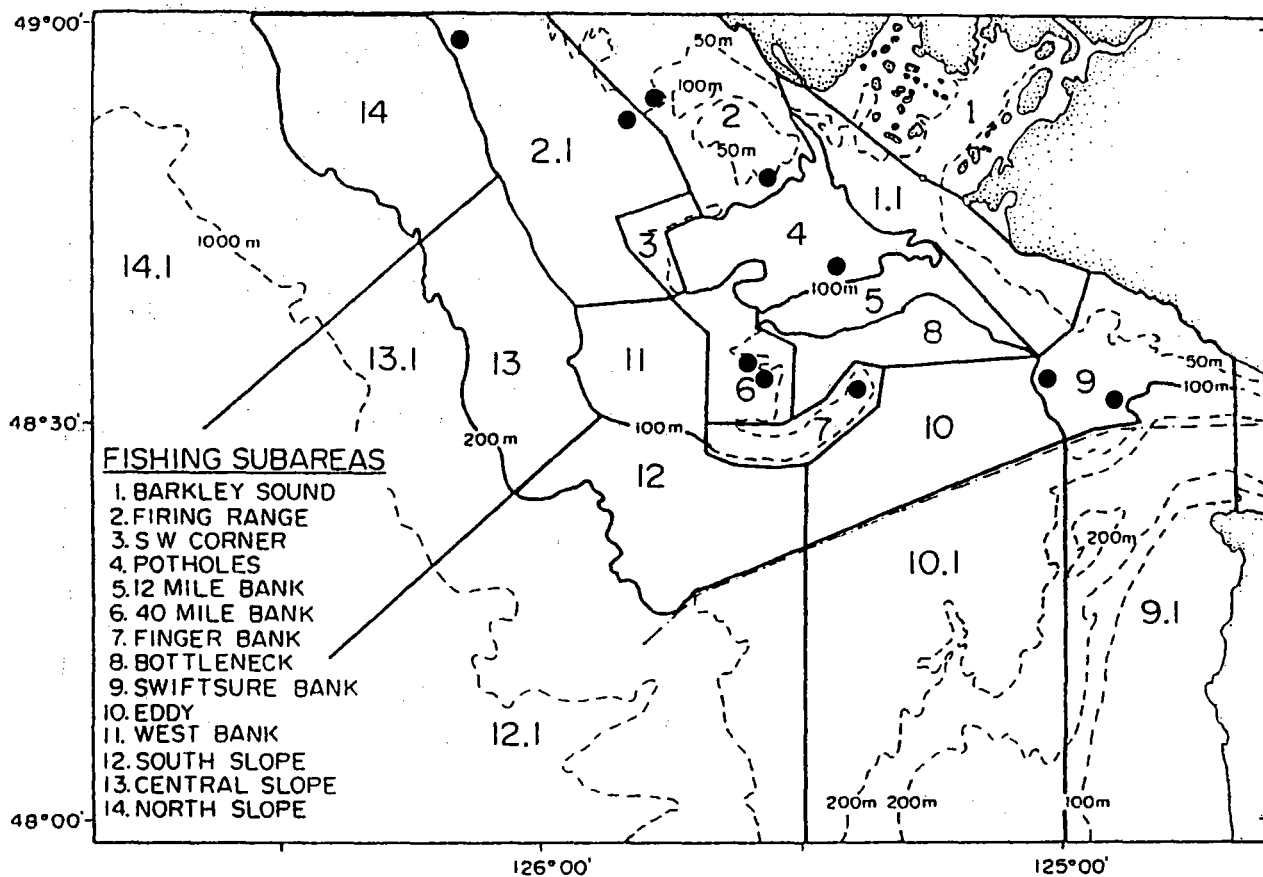 49°00'
50m
100m
14
2
1
50m
2.1
1.1
3
4
1000 m
14.1
100m
5
8
13.1
13
11
50m
6
9
100m
48°30'
200m
100m
7
10
12
FISHING SUBAREAS
1. BARKLEY SOUND
2. FIRING RANGE
3. S W CORNER
4. POTHOLES
5. 12 MILE BANK
6. 40 MILE BANK
7. FINGER BANK
8. BOTTLENECK
9. SWIFTSURE BANK
10. EDDY
11. WEST BANK
12. SOUTH SLOPE
13. CENTRAL SLOPE
14. NORTH SLOPE
200m
10.1
9.1
12.1
200m
200m
100m
48°00'
126°00'
125°00'